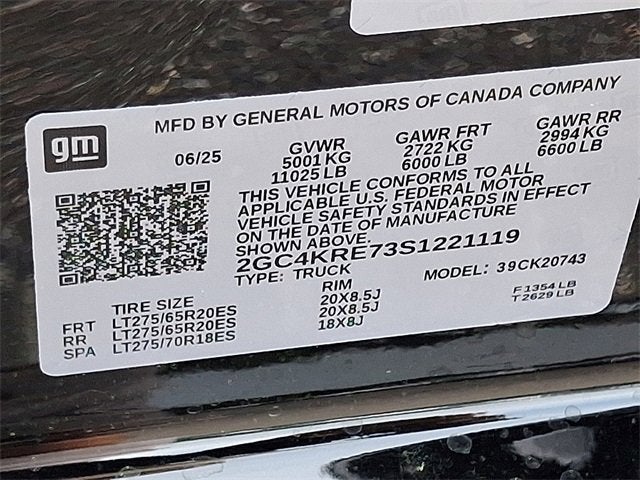 MFD BY GENERAL MOTORS OF CANADA COMPANY
gm
06/25
GVWR
5001 KG
11025 LB
GAWR FRT
2722 KG
6000 LB
GAWR RR
2994 KG
6600 LB
THIS VEHICLE CONFORMS TO ALL
APPLICABLE U.S. FEDERAL MOTOR
VEHICLE SAFETY STANDARDS IN EFFECT
ON THE DATE OF MANUFACTURE
SHOWN ABOVE.
2GC4KRE73S1221119
TYPE: TRUCK
MODEL: 39CK20743
TIRE SIZE RIM
FRT LT275/65R20ES 20X8.5J
RR LT275/65R20ES 20X8.5J
SPA LT275/70R18ES 18X8J
F 1354 LB
T 2629 LB